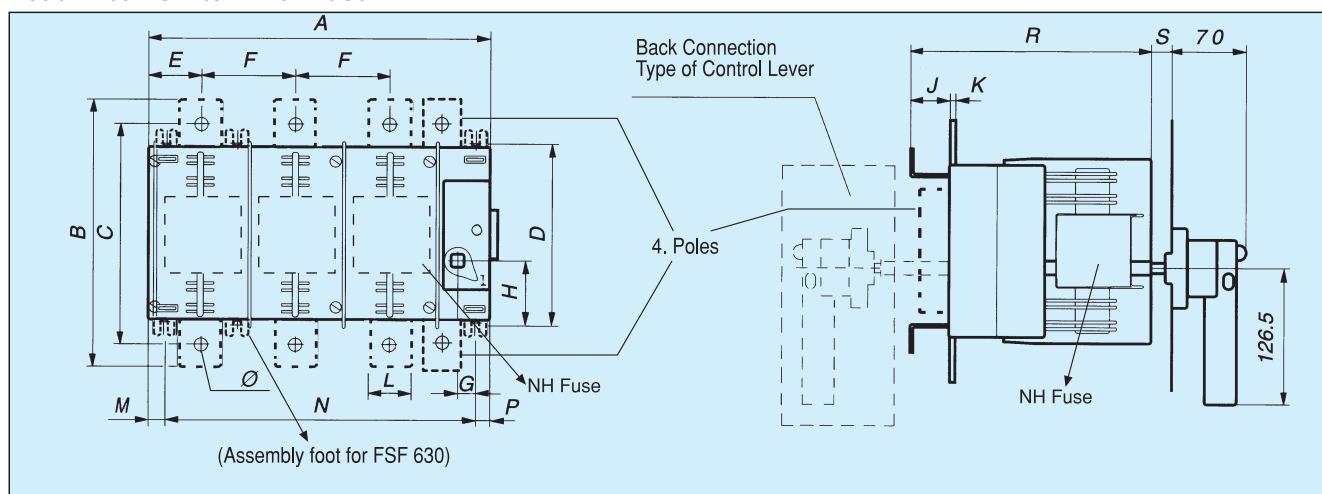 A
E
F
F
B
C
D
H
Ø
L
G
NH Fuse
M
N
P
(Assembly foot for FSF 630)
Back Connection
Type of Control Lever
4. Poles
R
S
70
J
K
126.5
NH Fuse